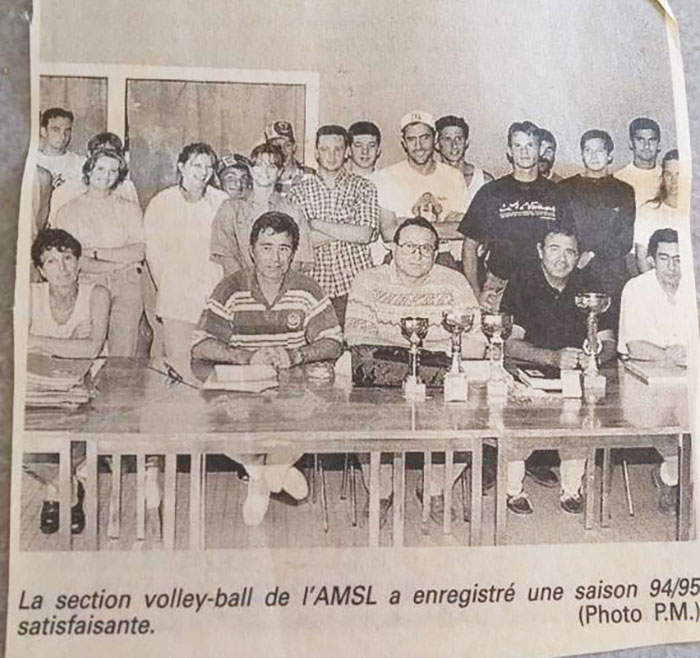 La section volley-ball de l'AMSL a enregistré une saison 94/95
satisfaisante. (Photo P.M.)